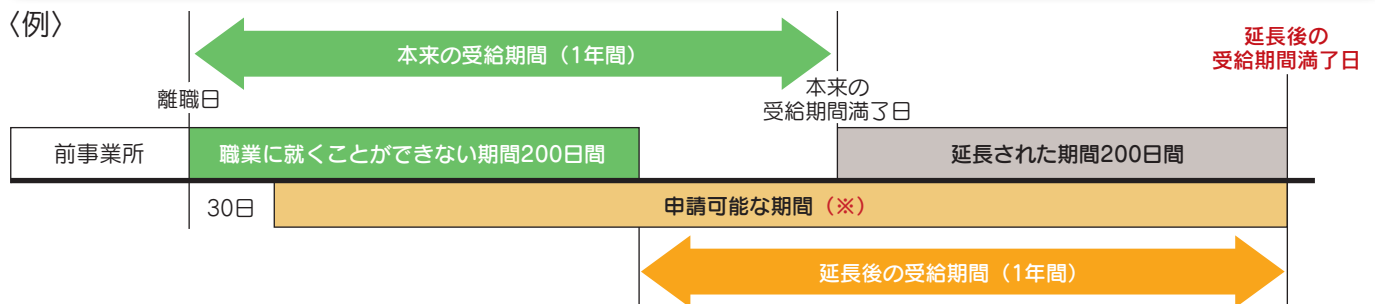 〈例〉
本来の受給期間（1年間）
延長後の
受給期間満了日
離職日
本来の
受給期間満了日
前事業所
職業に就くことができない期間200日間
延長された期間200日間
30日
申請可能な期間（※）
延長後の受給期間（1年間）